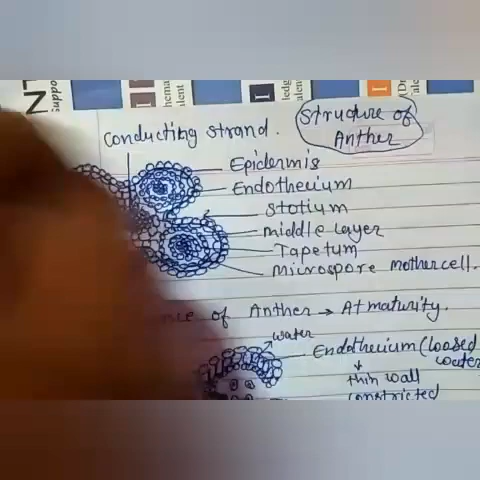 Conducting strand.
Structure of
Anther
Epidermis
Endothecium
Stotium
middle layer
Tapetum
microspore mothercell.
of Anther → At maturity.
water
Endothecium (loosed
water
thin wall
constricted